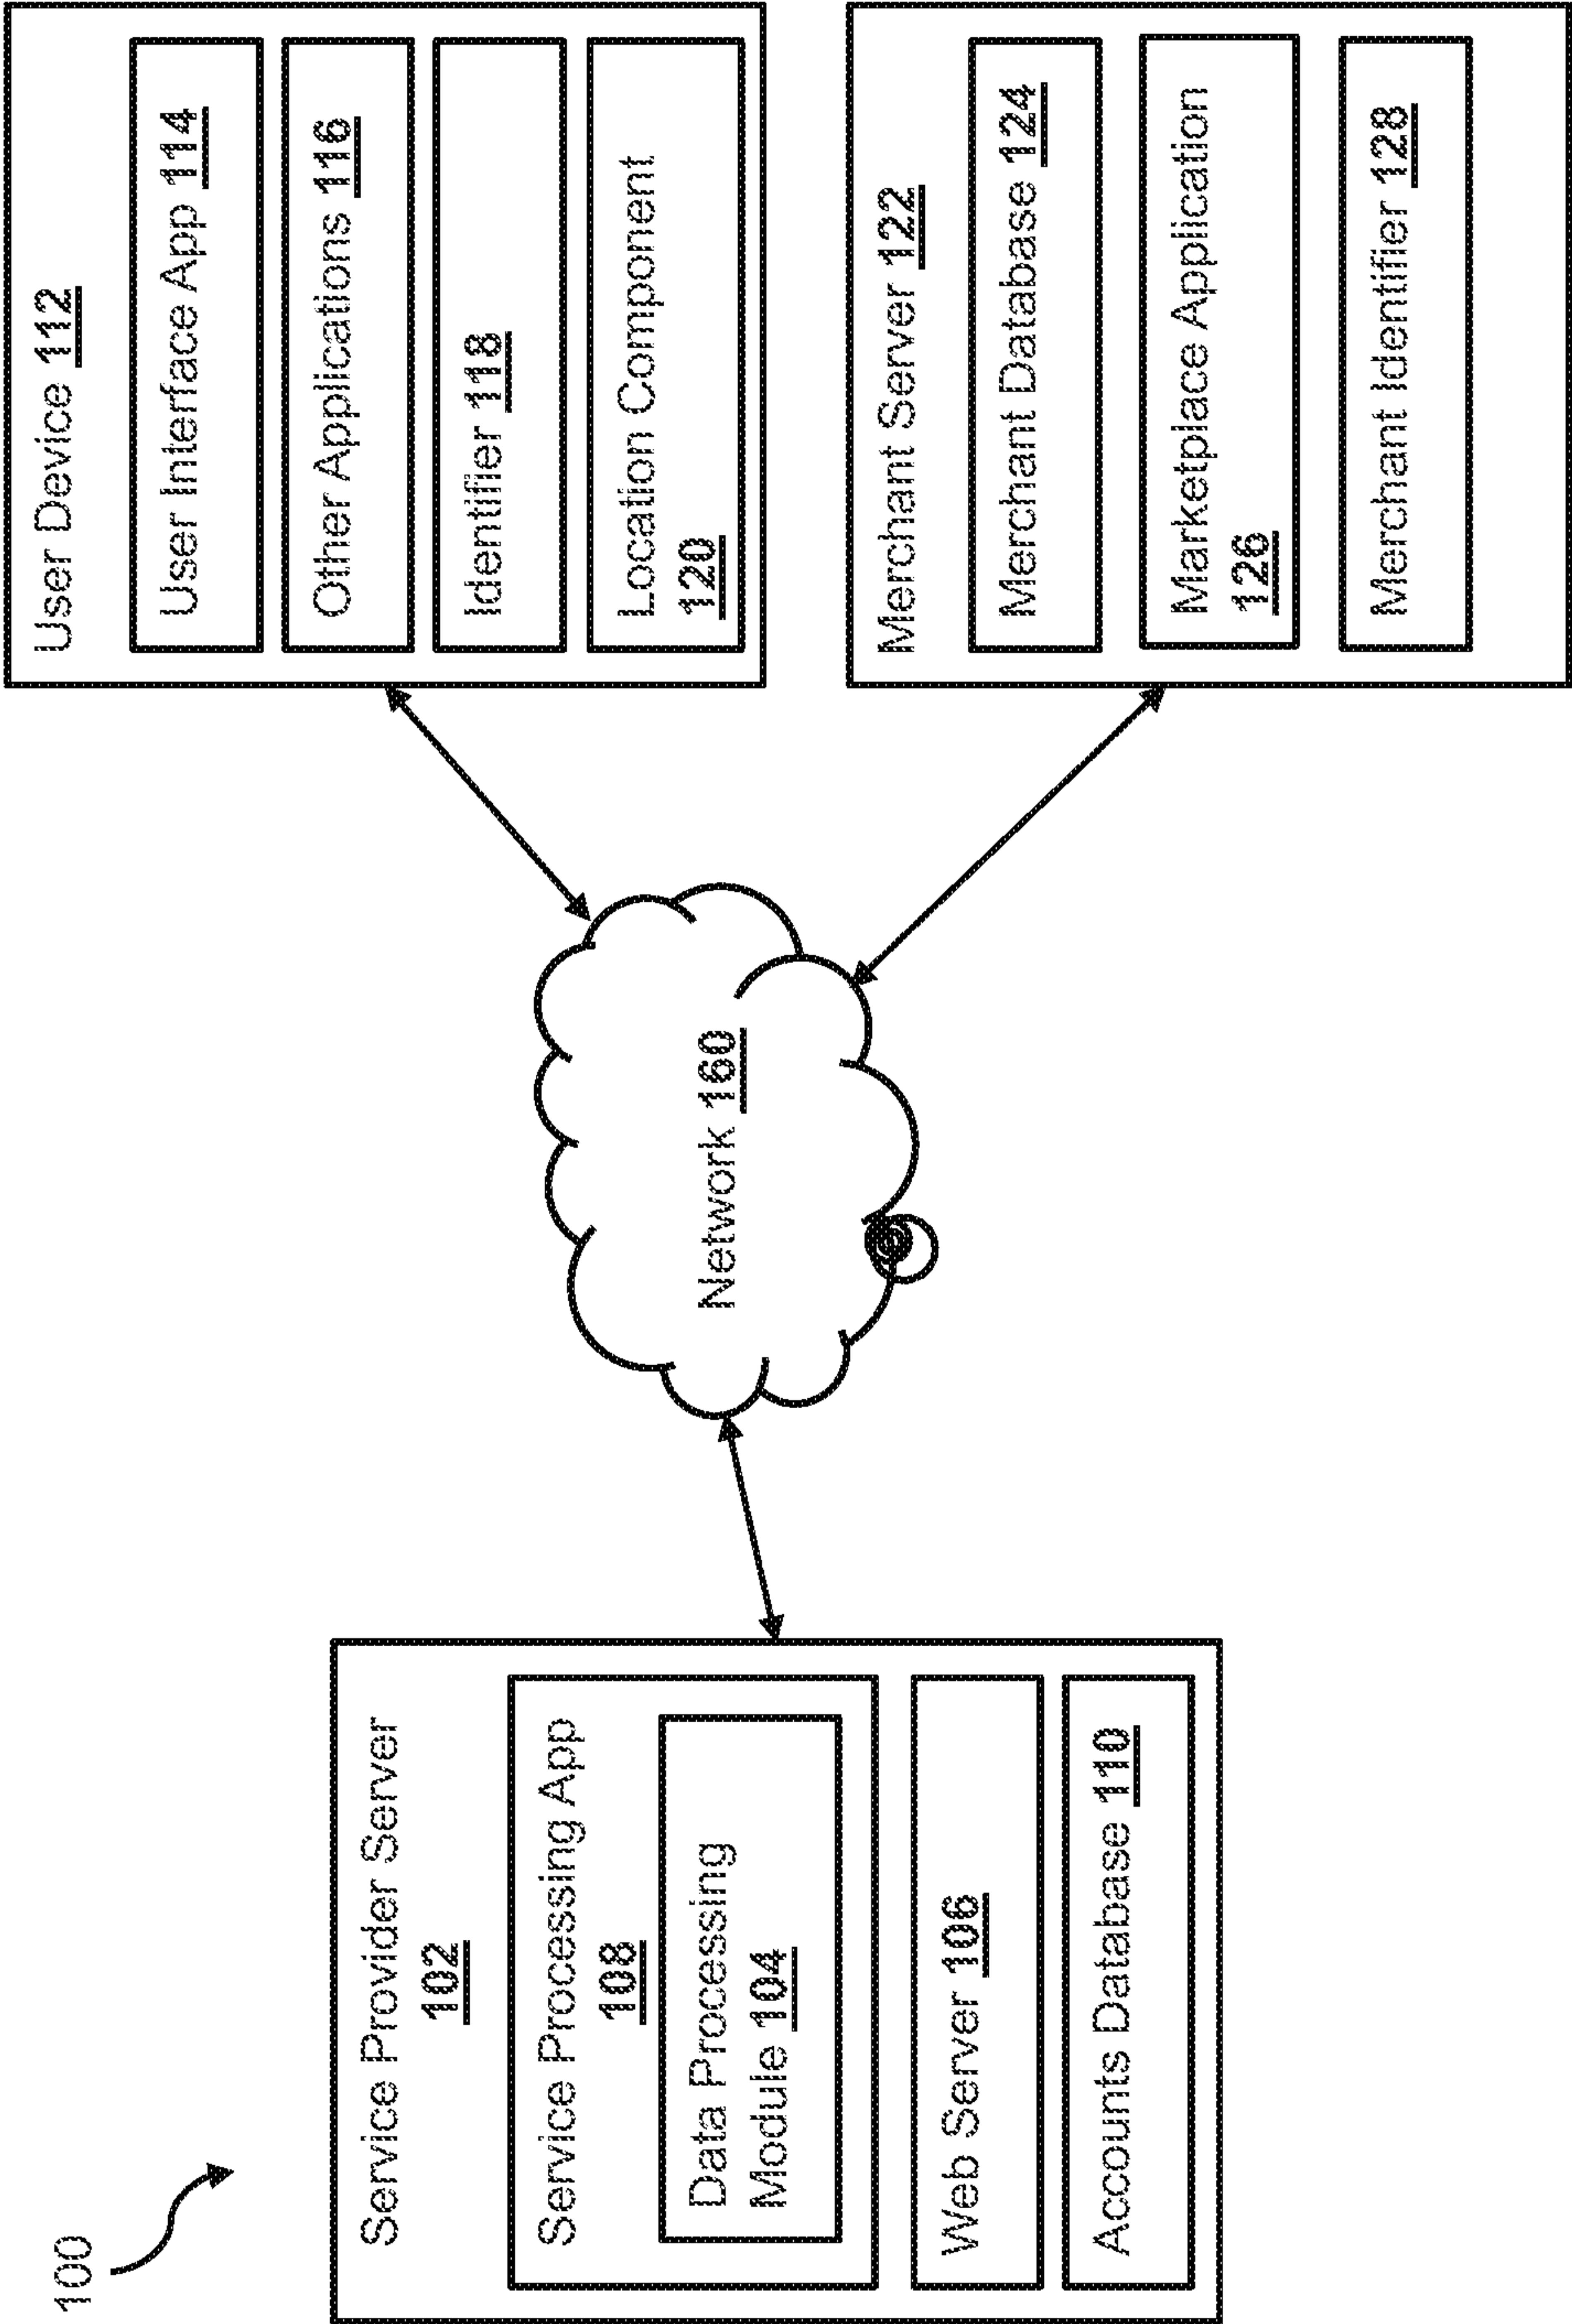 100
Service Provider Server
102
Service Processing App
108
Data Processing
Module 104
Web Server 106
Accounts Database 110
Network 160
User Device 112
User Interface App 114
Other Applications 116
Identifier 118
Location Component
120
Merchant Server 122
Merchant Database 124
Marketplace Application
126
Merchant Identifier 128